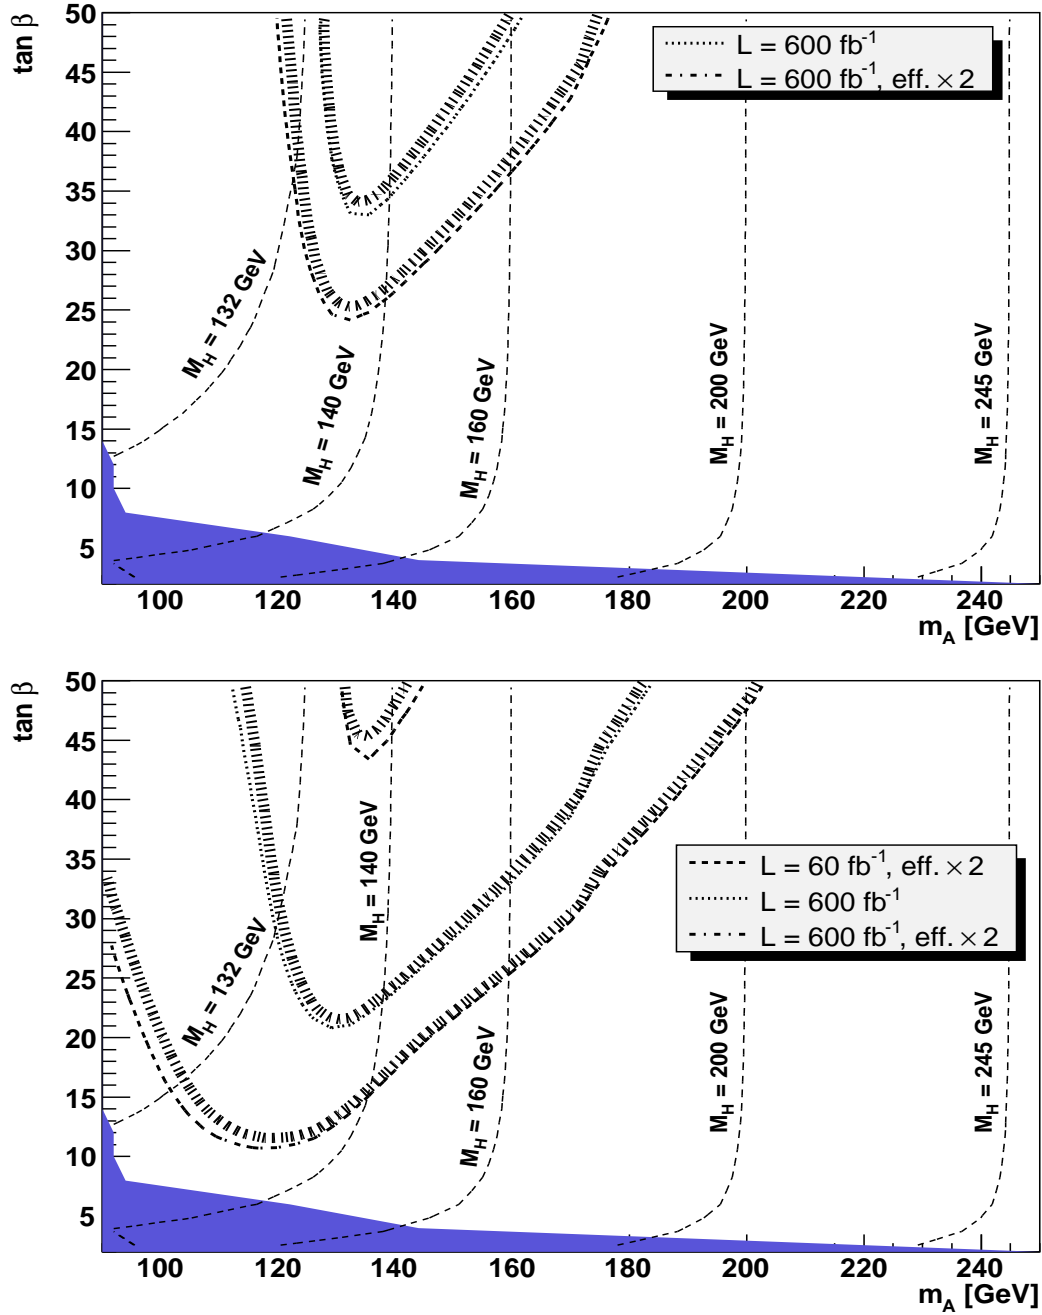 tan β
50
45
40
35
30
25
20
15
10
5
L = 600 fb⁻¹
L = 600 fb⁻¹, eff. × 2
M_H = 132 GeV
M_H = 140 GeV
M_H = 160 GeV
M_H = 200 GeV
M_H = 245 GeV
100 120 140 160 180 200 220 240
m_A [GeV]
tan β
50
45
40
35
30
25
20
15
10
5
L = 60 fb⁻¹, eff. × 2
L = 600 fb⁻¹
L = 600 fb⁻¹, eff. × 2
M_H = 132 GeV
M_H = 140 GeV
M_H = 160 GeV
M_H = 200 GeV
M_H = 245 GeV
100 120 140 160 180 200 220 240
m_A [GeV]